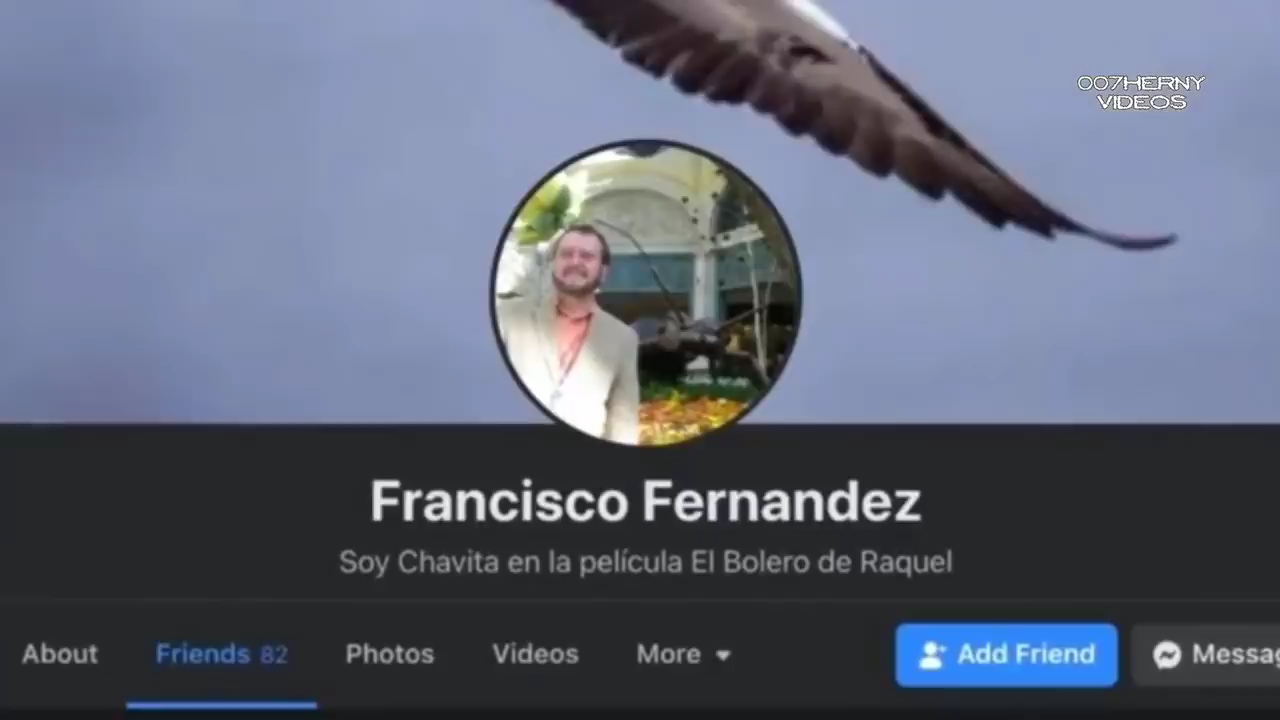 007HERNY
VIDEOS
Francisco Fernandez
Soy Chavita en la película El Bolero de Raquel
About Friends 82 Photos Videos More Add Friend Messag